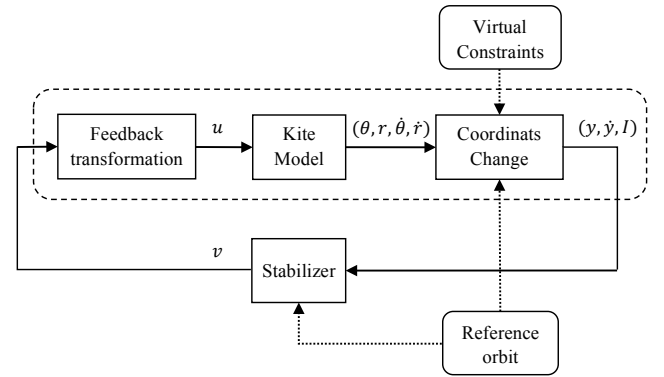 Virtual
Constraints
Feedback
transformation
u
Kite
Model
(θ, r, θ̇, ṙ)
Coordinats
Change
(y, ẏ, I)
v
Stabilizer
Reference
orbit